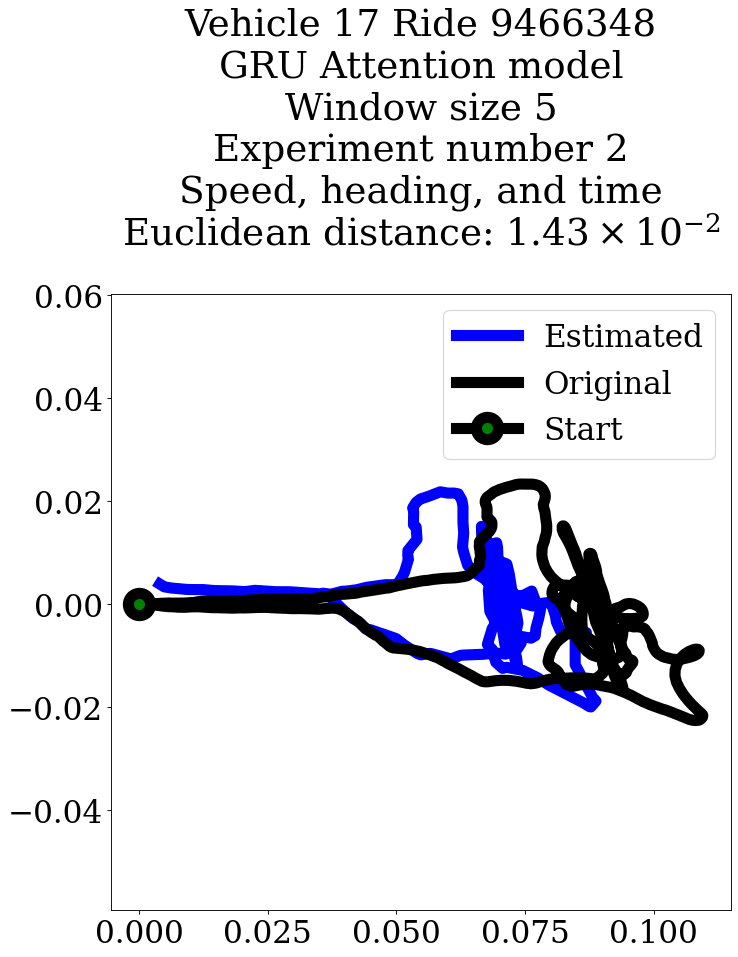 Vehicle 17 Ride 9466348
GRU Attention model
Window size 5
Experiment number 2
Speed, heading, and time
Euclidean distance: 1.43 × 10⁻²
0.06
Estimated
Original
Start
0.04
0.02
0.00
−0.02
−0.04
0.000 0.025 0.050 0.075 0.100